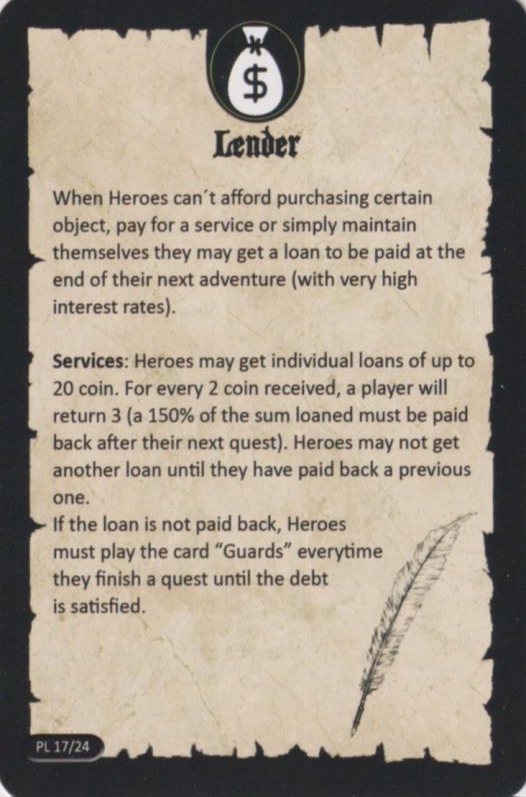 $
Lender
When Heroes can´t afford purchasing certain
object, pay for a service or simply maintain
themselves they may get a loan to be paid at the
end of their next adventure (with very high
interest rates).
Services: Heroes may get individual loans of up to
20 coin. For every 2 coin received, a player will
return 3 (a 150% of the sum loaned must be paid
back after their next quest). Heroes may not get
another loan until they have paid back a previous
one.
If the loan is not paid back, Heroes
must play the card “Guards” everytime
they finish a quest until the debt
is satisfied.
PL 17/24